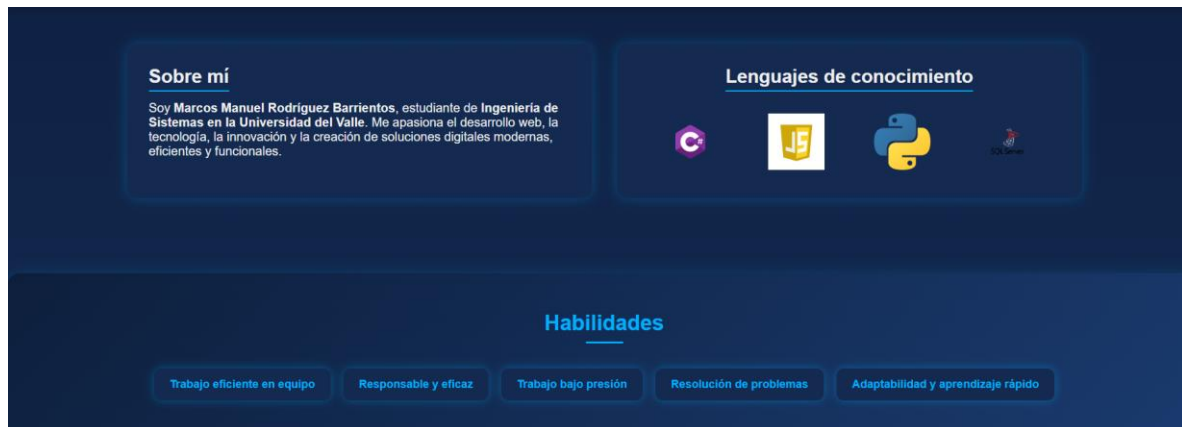 Sobre mí
Soy Marcos Manuel Rodríguez Barrientos, estudiante de Ingeniería de
Sistemas en la Universidad del Valle. Me apasiona el desarrollo web, la
tecnología, la innovación y la creación de soluciones digitales modernas,
eficientes y funcionales.
Lenguajes de conocimiento
C#
JS
SQL Server
Habilidades
Trabajo eficiente en equipo
Responsable y eficaz
Trabajo bajo presión
Resolución de problemas
Adaptabilidad y aprendizaje rápido